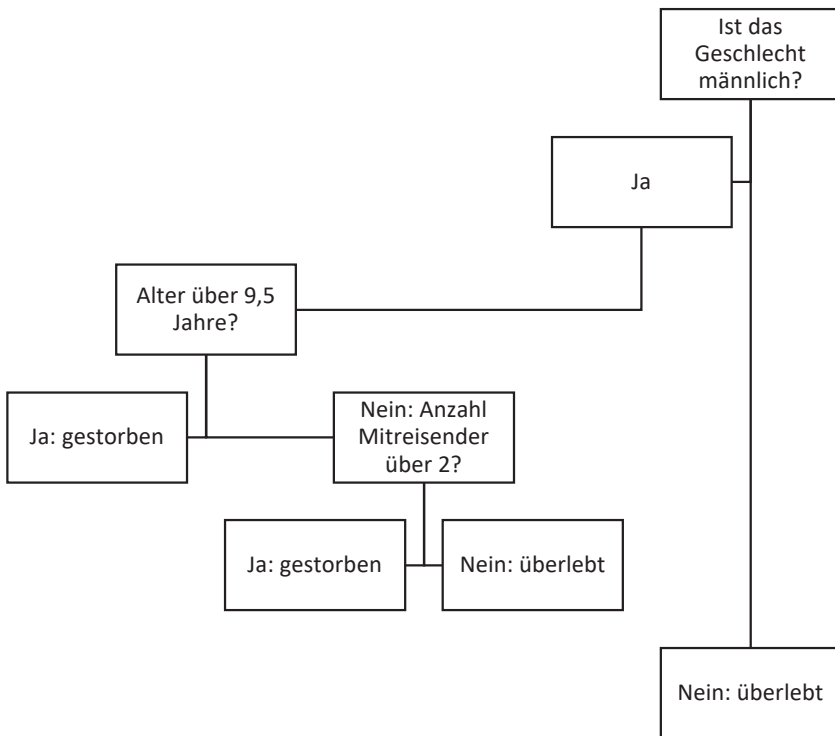 Ist das
Geschlecht
männlich?
Ja
Alter über 9,5
Jahre?
Ja: gestorben
Nein: Anzahl
Mitreisender
über 2?
Ja: gestorben
Nein: überlebt
Nein: überlebt